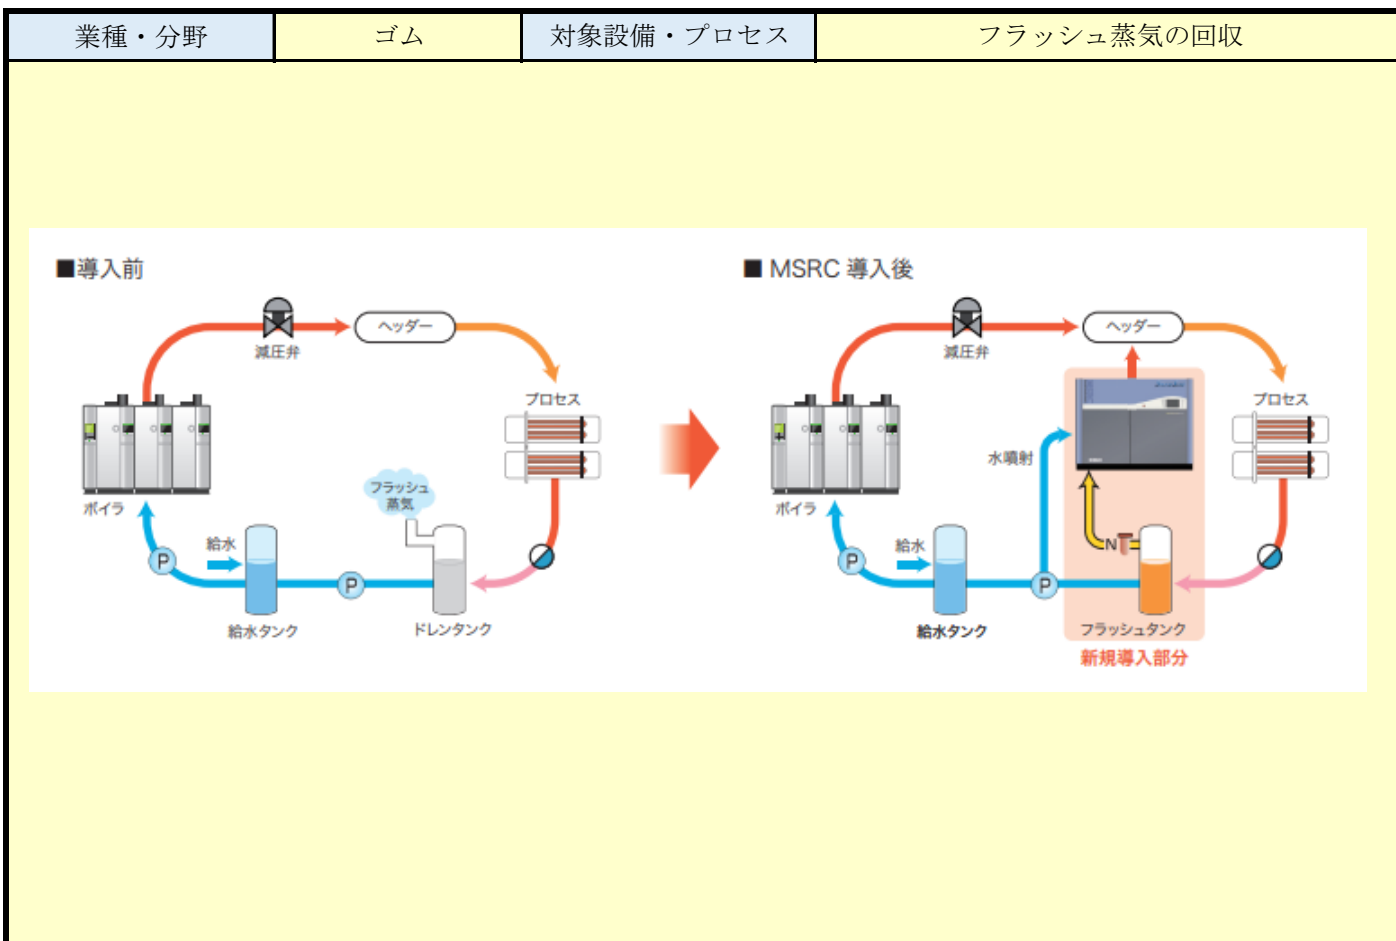 業種・分野 ゴム 対象設備・プロセス フラッシュ蒸気の回収
■導入前
減圧弁
ヘッダー
プロセス
フラッシュ
蒸気
ボイラ
給水
P
P
給水タンク
ドレンタンク
■ MSRC 導入後
減圧弁
ヘッダー
プロセス
水噴射
ボイラ
給水
N
P
P
給水タンク
フラッシュタンク
新規導入部分